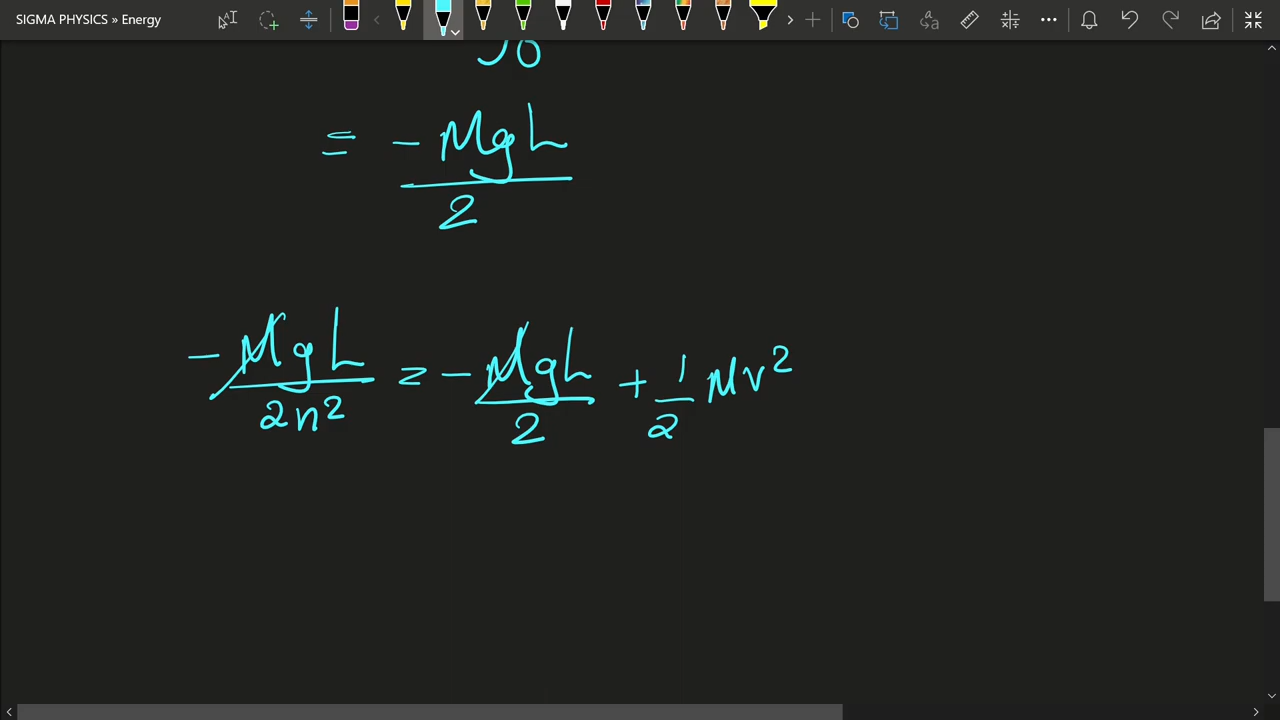 SIGMA PHYSICS » Energy
= -MgL/2
-MgL/2n² = -MgL/2 + 1/2 Mv²